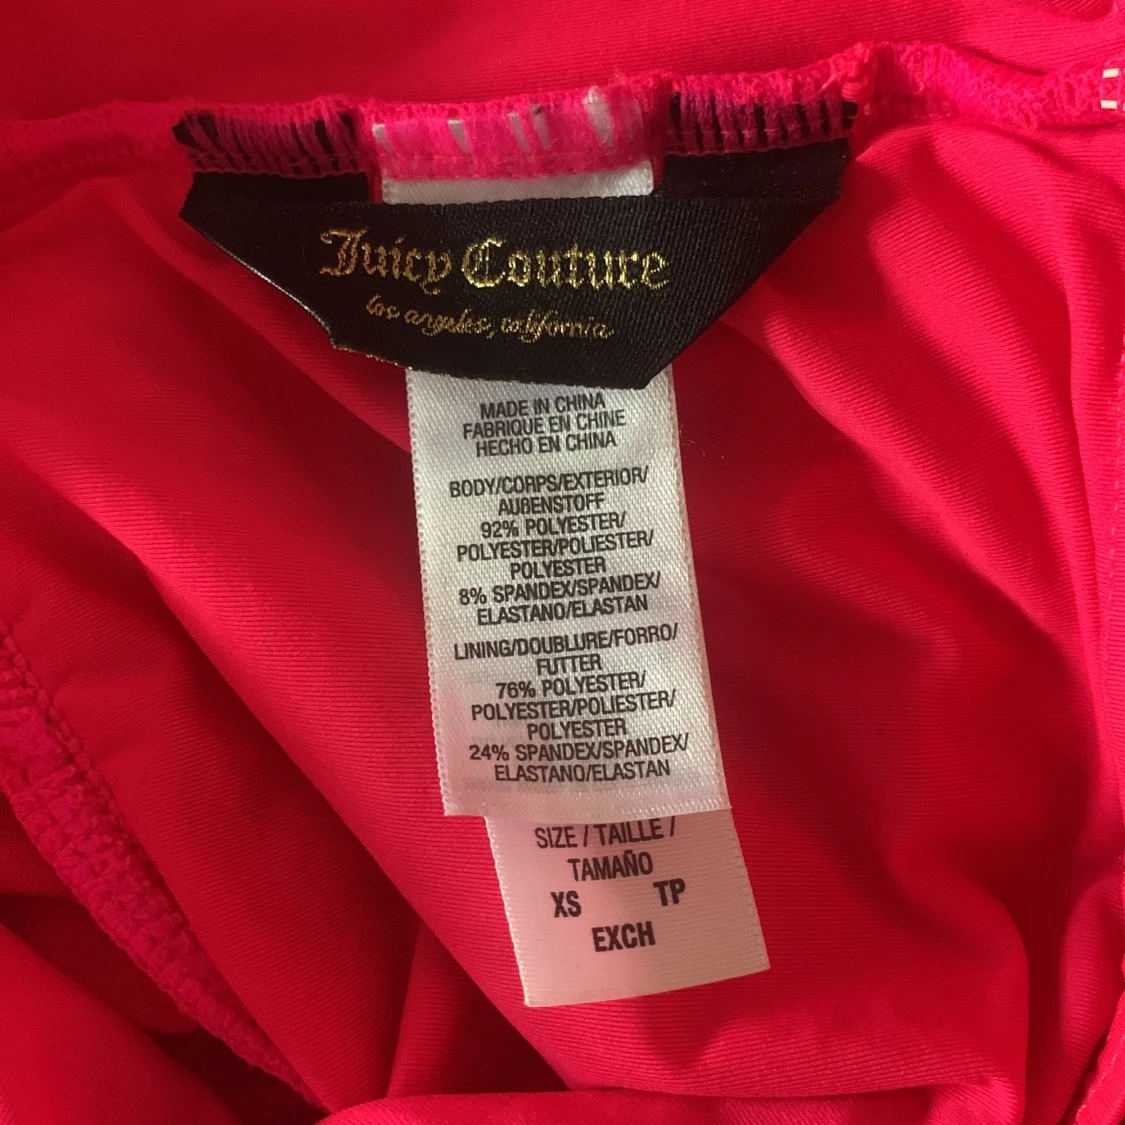 Juicy Couture
los angeles, california
MADE IN CHINA
FABRIQUE EN CHINE
HECHO EN CHINA
BODY/CORPS/EXTERIOR/
AUBENSTOFF
92% POLYESTER/
POLYESTER/POLIESTER/
POLYESTER
8% SPANDEX/SPANDEX/
ELASTANO/ELASTAN
LINING/DOUBLURE/FORRO/
FUTTER
76% POLYESTER/
POLYESTER/POLIESTER/
POLYESTER
24% SPANDEX/SPANDEX/
ELASTANO/ELASTAN
SIZE / TAILLE /
TAMAÑO
XS TP
EXCH